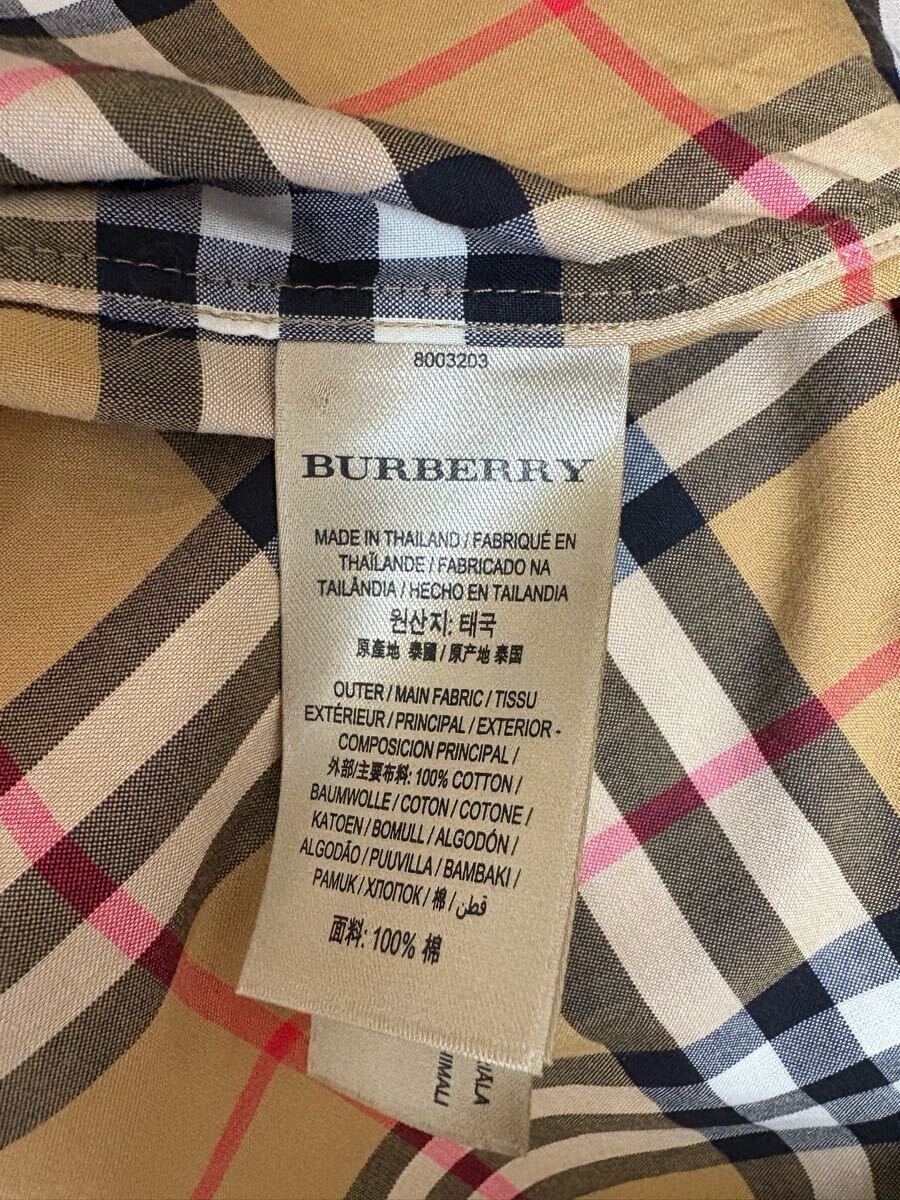 8003203
BURBERRY
MADE IN THAILAND / FABRIQUÉ EN
THAÏLANDE / FABRICADO NA
TAILÂNDIA / HECHO EN TAILANDIA
원산지: 태국
原產地 泰國 / 原产地 泰国
OUTER / MAIN FABRIC / TISSU
EXTÉRIEUR / PRINCIPAL / EXTERIOR -
COMPOSICION PRINCIPAL /
外部/主要布料: 100% COTTON /
BAUMWOLLE / COTON / COTONE /
KATOEN / BOMULL / ALGODÓN /
ALGODÃO / PUUVILLA / BAMBAKI /
PAMUK / ХЛОПОК / 棉 / قطن
面料: 100% 棉